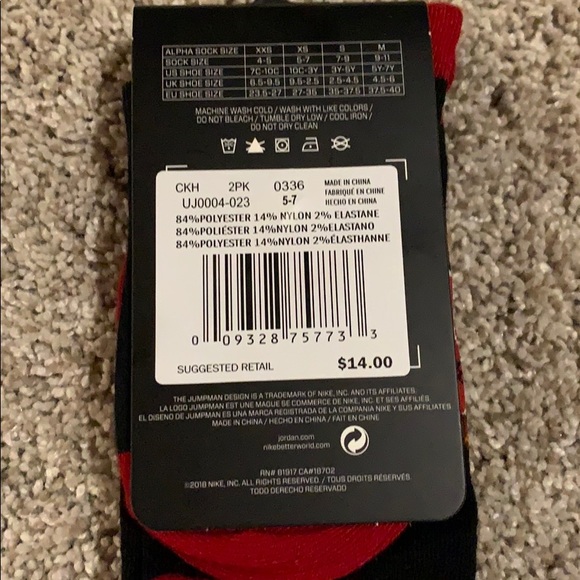 ALPHA SOCK SIZE XXS XS S M
SOCK SIZE 4-5 5-7 7-9 9-11
US SHOE SIZE 7C-10C 10C-3Y 3Y-5Y 5Y-7Y
UK SHOE SIZE 6.5-9.5 9.5-2.5 2.5-4.5 4.5-6
EU SHOE SIZE 23.5-27 27-35 35-37.5 37.5-40
MACHINE WASH COLD / WASH WITH LIKE COLORS /
DO NOT BLEACH / TUMBLE DRY LOW / COOL IRON /
DO NOT DRY CLEAN
CKH 2PK 0336 MADE IN CHINA
FABRIQUÉ EN CHINE
UJ0004-023 5-7 HECHO EN CHINA
84%POLYESTER 14% NYLON 2% ELASTANE
84%POLIÉSTER 14%NYLON 2%ELASTANO
84%POLYESTER 14%NYLON 2%ÉLASTHANNE
0 09328 75773 3
SUGGESTED RETAIL $14.00
THE JUMPMAN DESIGN IS A TRADEMARK OF NIKE, INC. AND ITS AFFILIATES.
LA LOGO JUMPMAN EST UNE MAQUE SE COMMERCE DE NIKE, INC. ET SES AFFILIÉS.
EL DISENO DE JUMPMAN ES UNA MARCA REGISTRADA DE LA COMPANIA NIKE Y SUS AFFILIATES
MADE IN CHINA / HECHO EN CHINA / FAIT EN CHINE
jordan.com
nikebetterworld.com
RN# 81917 CA#18702
©2018 NIKE, INC. ALL RIGHTS RESERVED. / TOUS DROITS RÉSERVÉS
TODO DERECHO RESERVADO